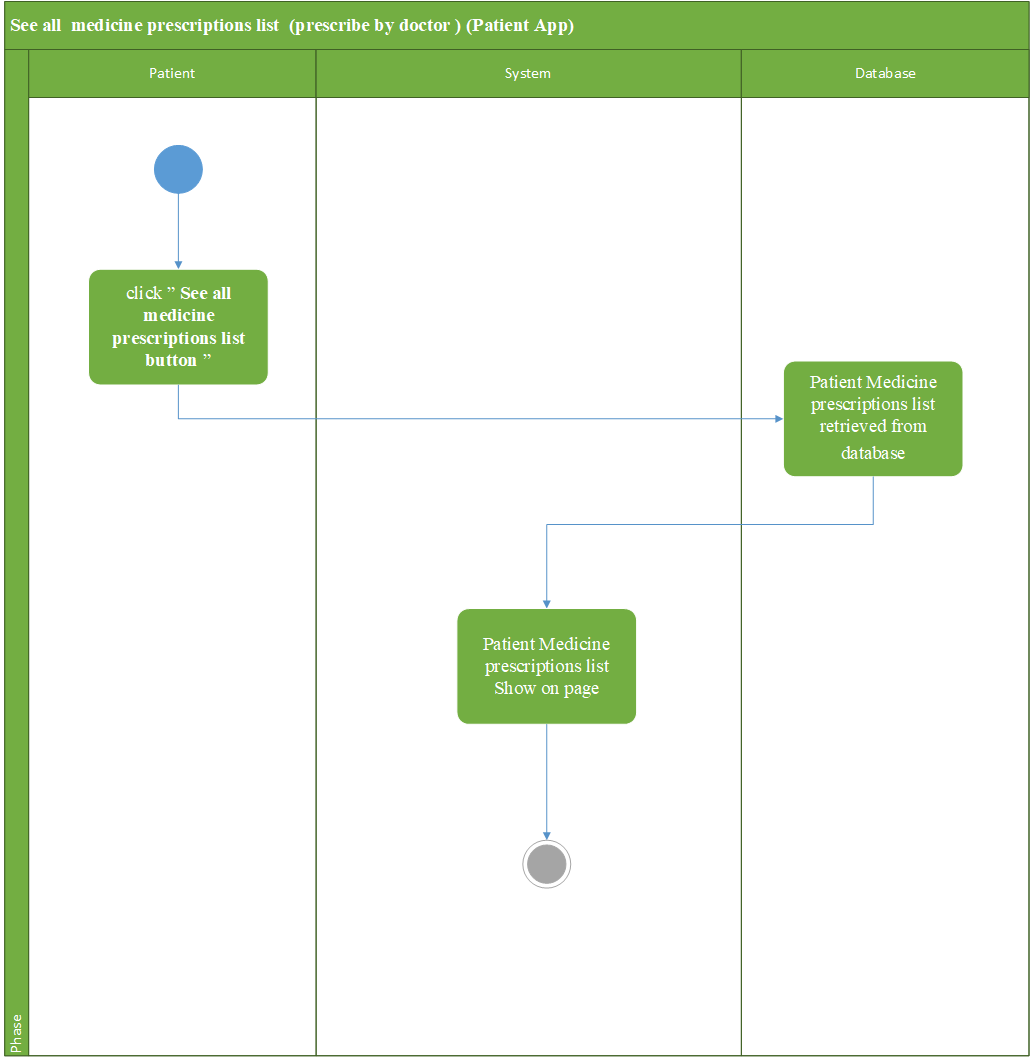 See all  medicine prescriptions list  (prescribe by doctor ) (Patient App)
Patient
System
Database
click ” See all
medicine
prescriptions list
button ”
Patient Medicine
prescriptions list
retrieved from
database
Patient Medicine
prescriptions list
Show on page
Phase